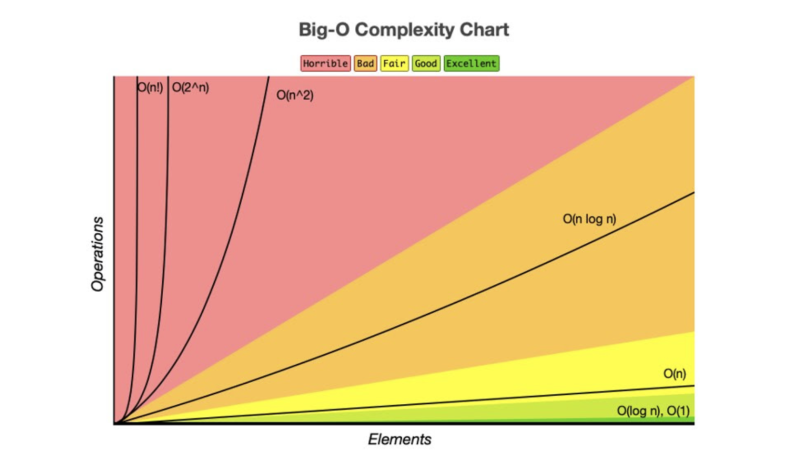 Big-O Complexity Chart
Horrible Bad Fair Good Excellent
O(n!) O(2^n)
O(n^2)
O(n log n)
O(n)
O(log n), O(1)
Operations
Elements